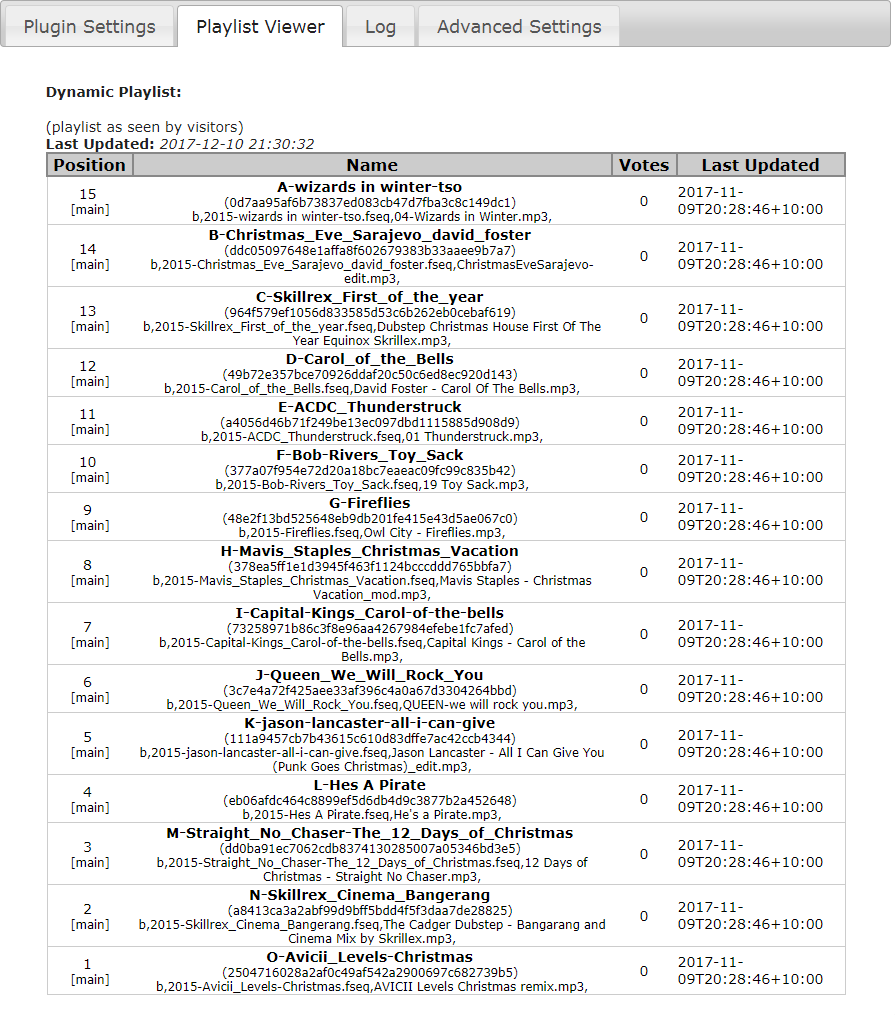 Plugin Settings Playlist Viewer Log Advanced Settings
Dynamic Playlist:
(playlist as seen by visitors)
Last Updated: 2017-12-10 21:30:32
Position Name Votes Last Updated
15
[main]
A-wizards in winter-tso
(0d7aa95af6b73837ed083cb47d7fba3c8c149dc1)
b,2015-wizards in winter-tso.fseq,04-Wizards in Winter.mp3,
0
2017-11-
09T20:28:46+10:00
14
[main]
B-Christmas_Eve_Sarajevo_david_foster
(ddc05097648e1affa8f602679383b33aaee9b7a7)
b,2015-Christmas_Eve_Sarajevo_david_foster.fseq,ChristmasEveSarajevo-
edit.mp3,
0
2017-11-
09T20:28:46+10:00
13
[main]
C-Skillrex_First_of_the_year
(964f579ef1056d833585d53c6b262eb0cebaf619)
b,2015-Skillrex_First_of_the_year.fseq,Dubstep Christmas House First Of The
Year Equinox Skrillex.mp3,
0
2017-11-
09T20:28:46+10:00
12
[main]
D-Carol_of_the_Bells
(49b72e357bce70926ddaf20c50c6ed8ec920d143)
b,2015-Carol_of_the_Bells.fseq,David Foster - Carol Of The Bells.mp3,
0
2017-11-
09T20:28:46+10:00
11
[main]
E-ACDC_Thunderstruck
(a4056d46b71f249be13ec097dbd1115885d908d9)
b,2015-ACDC_Thunderstruck.fseq,01 Thunderstruck.mp3,
0
2017-11-
09T20:28:46+10:00
10
[main]
F-Bob-Rivers_Toy_Sack
(377a07f954e72d20a18bc7eaeac09fc99c835b42)
b,2015-Bob-Rivers_Toy_Sack.fseq,19 Toy Sack.mp3,
0
2017-11-
09T20:28:46+10:00
9
[main]
G-Fireflies
(48e2f13bd525648eb9db201fe415e43d5ae067c0)
b,2015-Fireflies.fseq,Owl City - Fireflies.mp3,
0
2017-11-
09T20:28:46+10:00
8
[main]
H-Mavis_Staples_Christmas_Vacation
(378ea5ff1e1d3945f463f1124bcccddd765bbfa7)
b,2015-Mavis_Staples_Christmas_Vacation.fseq,Mavis Staples - Christmas
Vacation_mod.mp3,
0
2017-11-
09T20:28:46+10:00
7
[main]
I-Capital-Kings_Carol-of-the-bells
(73258971b86c3f8e96aa4267984efebe1fc7afed)
b,2015-Capital-Kings_Carol-of-the-bells.fseq,Capital Kings - Carol of the
Bells.mp3,
0
2017-11-
09T20:28:46+10:00
6
[main]
J-Queen_We_Will_Rock_You
(3c7e4a72f425aee33af396c4a0a67d3304264bbd)
b,2015-Queen_We_Will_Rock_You.fseq,QUEEN-we will rock you.mp3,
0
2017-11-
09T20:28:46+10:00
5
[main]
K-jason-lancaster-all-i-can-give
(111a9457cb7b43615c610d83dffe7ac42ccb4344)
b,2015-jason-lancaster-all-i-can-give.fseq,Jason Lancaster - All I Can Give You
(Punk Goes Christmas)_edit.mp3,
0
2017-11-
09T20:28:46+10:00
4
[main]
L-Hes A Pirate
(eb06afdc464c8899ef5d6db4d9c3877b2a452648)
b,2015-Hes A Pirate.fseq,He's a Pirate.mp3,
0
2017-11-
09T20:28:46+10:00
3
[main]
M-Straight_No_Chaser-The_12_Days_of_Christmas
(dd0ba91ec7062cdb8374130285007a05346bd3e5)
b,2015-Straight_No_Chaser-The_12_Days_of_Christmas.fseq,12 Days of
Christmas - Straight No Chaser.mp3,
0
2017-11-
09T20:28:46+10:00
2
[main]
N-Skillrex_Cinema_Bangerang
(a8413ca3a2abf99d9bff5bdd4f5f3daa7de28825)
b,2015-Skillrex_Cinema_Bangerang.fseq,The Cadger Dubstep - Bangarang and
Cinema Mix by Skrillex.mp3,
0
2017-11-
09T20:28:46+10:00
1
[main]
O-Avicii_Levels-Christmas
(2504716028a2af0c49af542a2900697c682739b5)
b,2015-Avicii_Levels-Christmas.fseq,AVICII Levels Christmas remix.mp3,
0
2017-11-
09T20:28:46+10:00